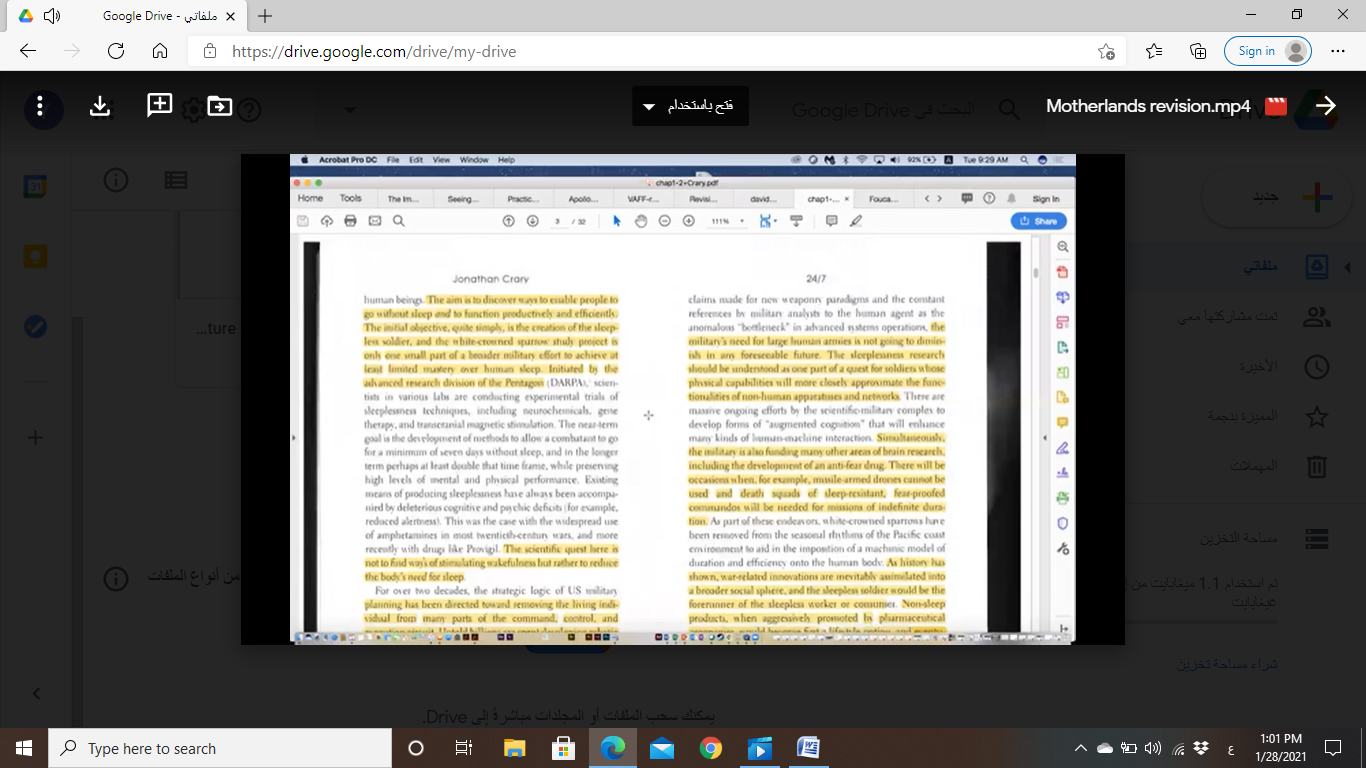 ملفاتي - Google Drive
https://drive.google.com/drive/my-drive
Sign in
فتح باستخدام
البحث في Google Drive
Motherlands revision.mp4
Acrobat Pro DC File Edit View Window Help
92% Tue 9:29 AM
chap1-2+Crary.pdf
Home Tools The Im... Seeing... Practic... Apollo... VAFF-r... Revisi... david... chap1-... × Fouca... Sign In
3 / 32 111% Share
Jonathan Crary
human beings. The aim is to discover ways to enable people to
go without sleep and to function productively and efficiently.
The initial objective, quite simply, is the creation of the sleep-
less soldier, and the white-crowned sparrow study project is
only one small part of a broader military effort to achieve at
least limited mastery over human sleep. Initiated by the
advanced research division of the Pentagon (DARPA), scien-
tists in various labs are conducting experimental trials of
sleeplessness techniques, including neurochemicals, gene
therapy, and transcranial magnetic stimulation. The near-term
goal is the development of methods to allow a combatant to go
for a minimum of seven days without sleep, and in the longer
term perhaps at least double that time frame, while preserving
high levels of mental and physical performance. Existing
means of producing sleeplessness have always been accompa-
nied by deleterious cognitive and psychic deficits (for example,
reduced alertness). This was the case with the widespread use
of amphetamines in most twentieth-century wars, and more
recently with drugs like Provigil. The scientific quest here is
not to find ways of stimulating wakefulness but rather to reduce
the body's need for sleep.
For over two decades, the strategic logic of US military
planning has been directed toward removing the living indi-
vidual from many parts of the command, control, and
24/7
claims made for new weaponry paradigms and the constant
references by military analysts to the human agent as the
anomalous "bottleneck" in advanced systems operations, the
military's need for large human armies is not going to dimin-
ish in any foreseeable future. The sleeplessness research
should be understood as one part of a quest for soldiers whose
physical capabilities will more closely approximate the func-
tionalities of non-human apparatuses and networks. There are
massive ongoing efforts by the scientific-military complex to
develop forms of "augmented cognition" that will enhance
many kinds of human-machine interaction. Simultaneously,
the military is also funding many other areas of brain research,
including the development of an anti-fear drug. There will be
occasions when, for example, missile-armed drones cannot be
used and death squads of sleep-resistant, fear-proofed
commandos will be needed for missions of indefinite dura-
tion. As part of these endeavors, white-crowned sparrows have
been removed from the seasonal rhythms of the Pacific coast
environment to aid in the imposition of a machinic model of
duration and efficiency onto the human body. As history has
shown, war-related innovations are inevitably assimilated into
a broader social sphere, and the sleepless soldier would be the
forerunner of the sleepless worker or consumer. Non-sleep
products, when aggressively promoted by pharmaceutical
جديد
ملفاتي
تمت مشاركتها معي
الأخيرة
المميزة بنجمة
المهملات
مساحة التخزين
تم استخدام 1.1 غيغابايت من
غيغابايت
شراء مساحة تخزين
...ture
من أنواع الملفات
يمكنك سحب الملفات أو المجلدات مباشرةً إلى Drive.
Type here to search
ع
1:01 PM
1/28/2021